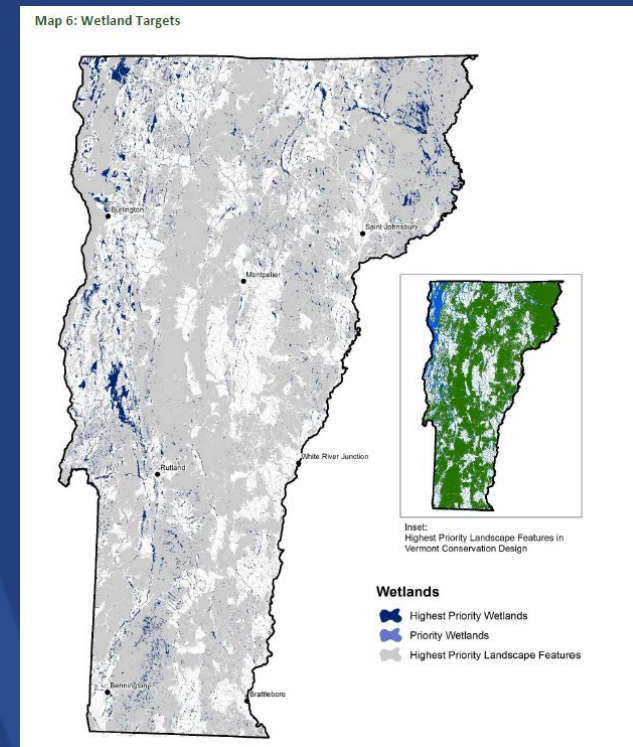 Map 6: Wetland Targets
Burlington
Saint Johnsbury
Montpelier
White River Junction
Rutland
Inset:
Highest Priority Landscape Features in
Vermont Conservation Design
Wetlands
Highest Priority Wetlands
Priority Wetlands
Highest Priority Landscape Features
Bennington
Brattleboro